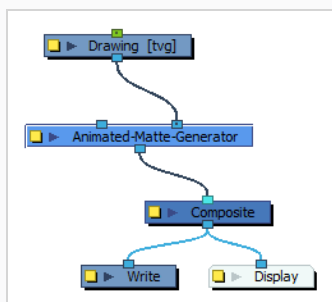 Drawing [tvg]
Animated-Matte-Generator
Composite
Write
Display